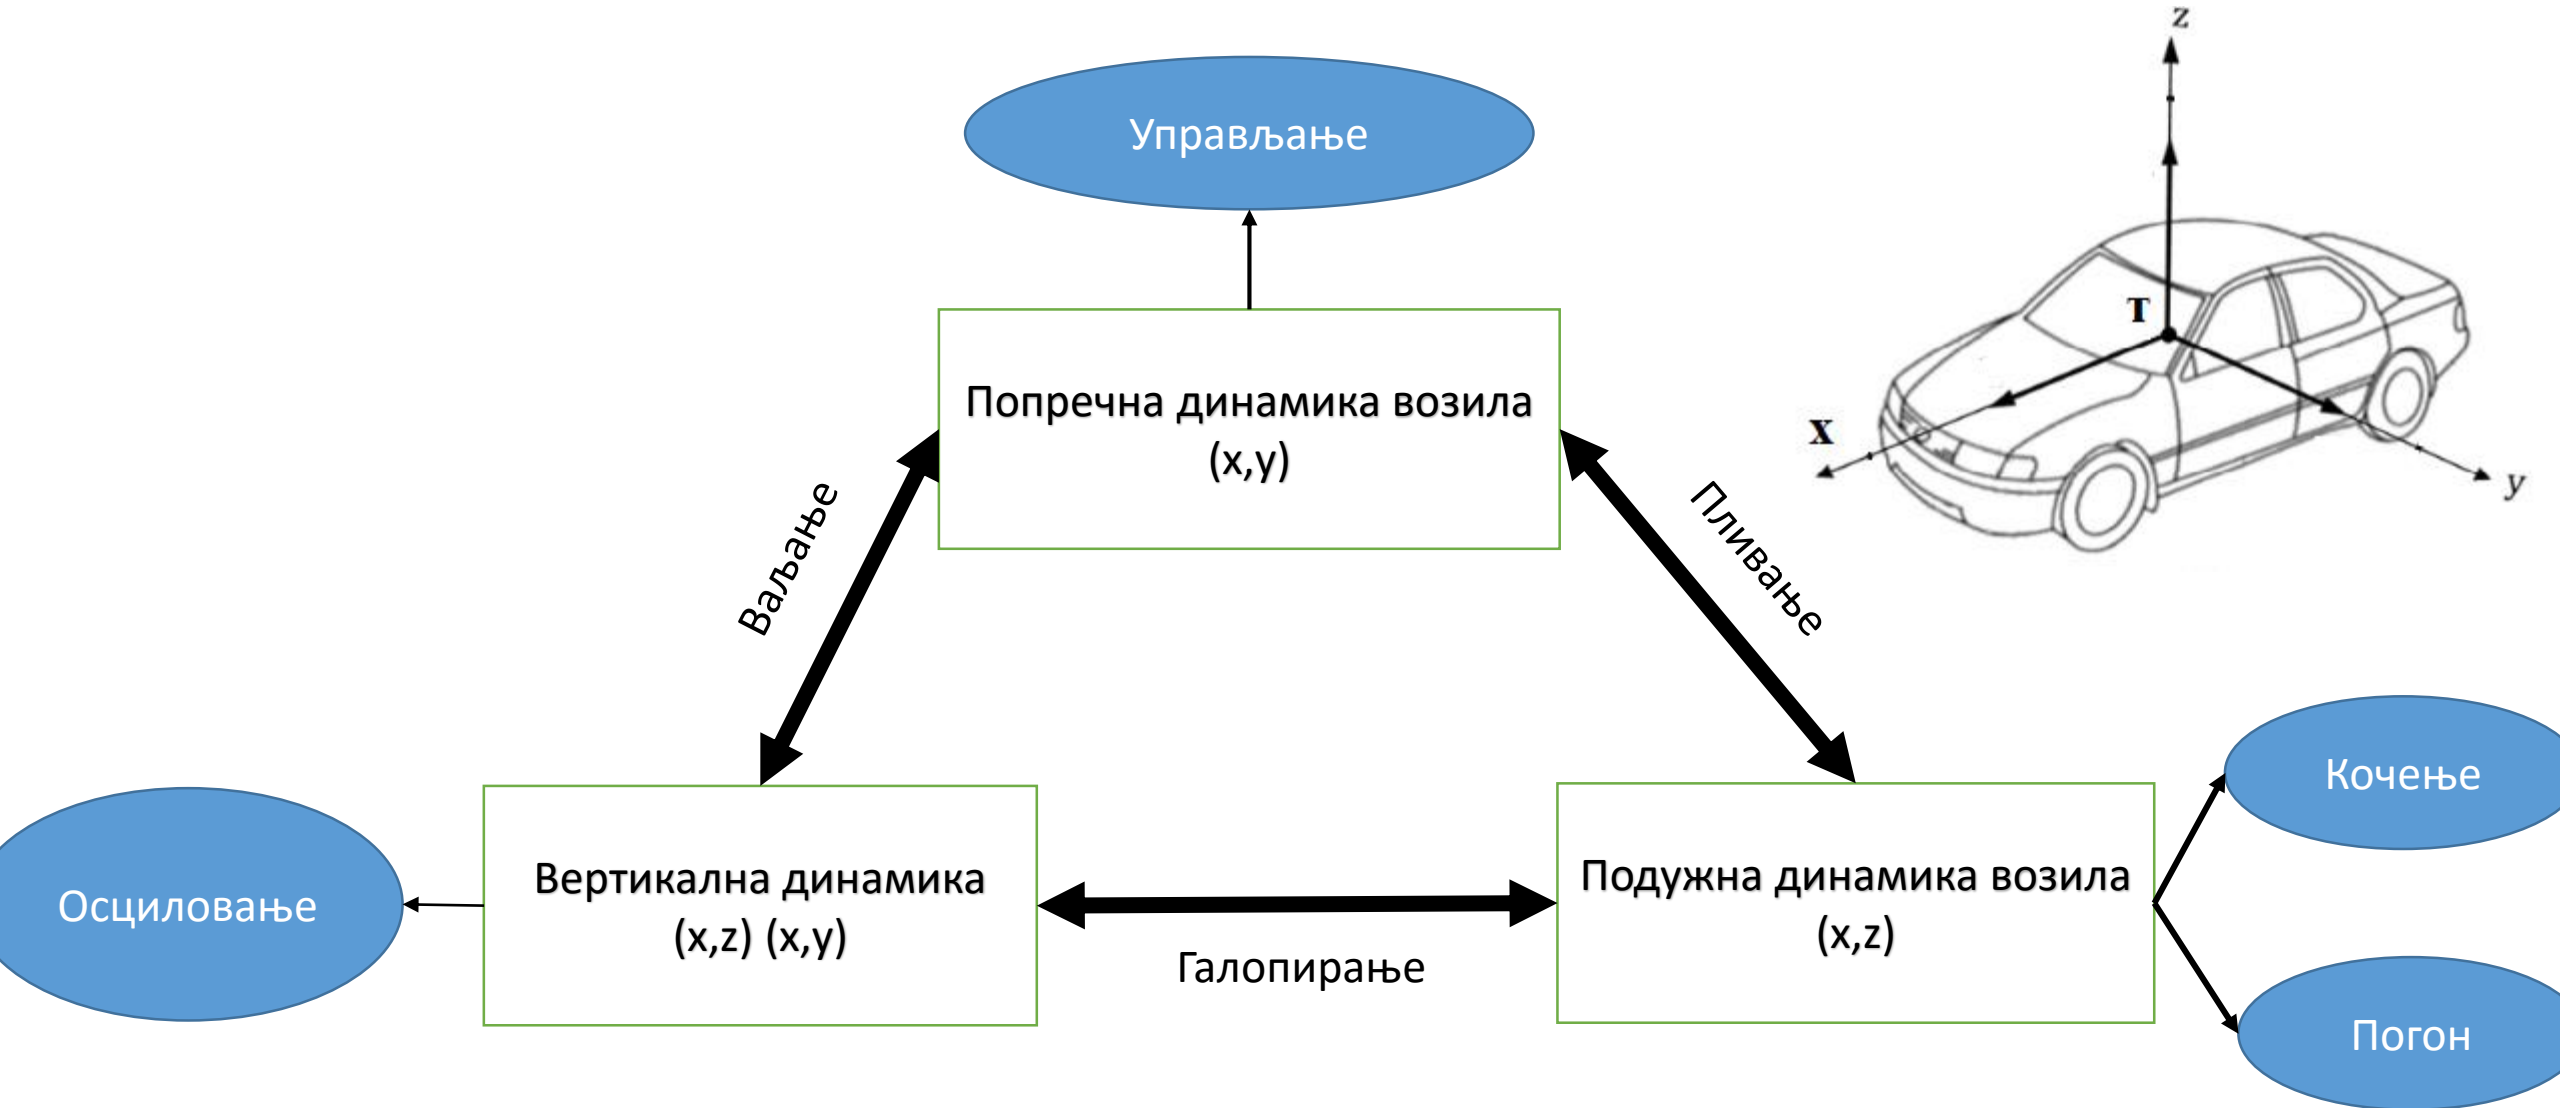 z
Управљање
T
Попречна динамика возила
(x,y)
x
y
Ваљање
Пливање
Кочење
Вертикална динамика
(x,z) (x,y)
Подужна динамика возила
(x,z)
Осциловање
Галопирање
Погон